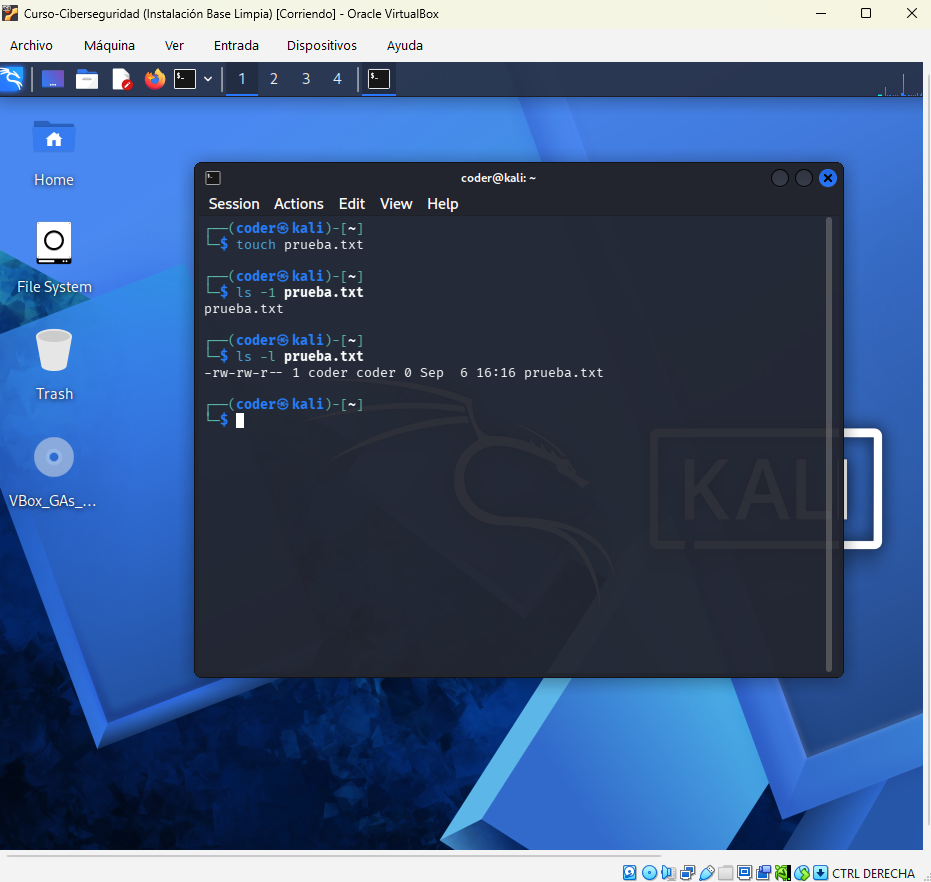 Curso-Ciberseguridad (Instalación Base Limpia) [Corriendo] - Oracle VirtualBox
Archivo Máquina Ver Entrada Dispositivos Ayuda
1 2 3 4
Home
File System
Trash
VBox_GAs_...
coder@kali: ~
Session Actions Edit View Help
┌──(coder㉿kali)-[~]
└─$ touch prueba.txt
┌──(coder㉿kali)-[~]
└─$ ls -1 prueba.txt
prueba.txt
┌──(coder㉿kali)-[~]
└─$ ls -l prueba.txt
-rw-rw-r-- 1 coder coder 0 Sep  6 16:16 prueba.txt
┌──(coder㉿kali)-[~]
└─$
KALI
CTRL DERECHA